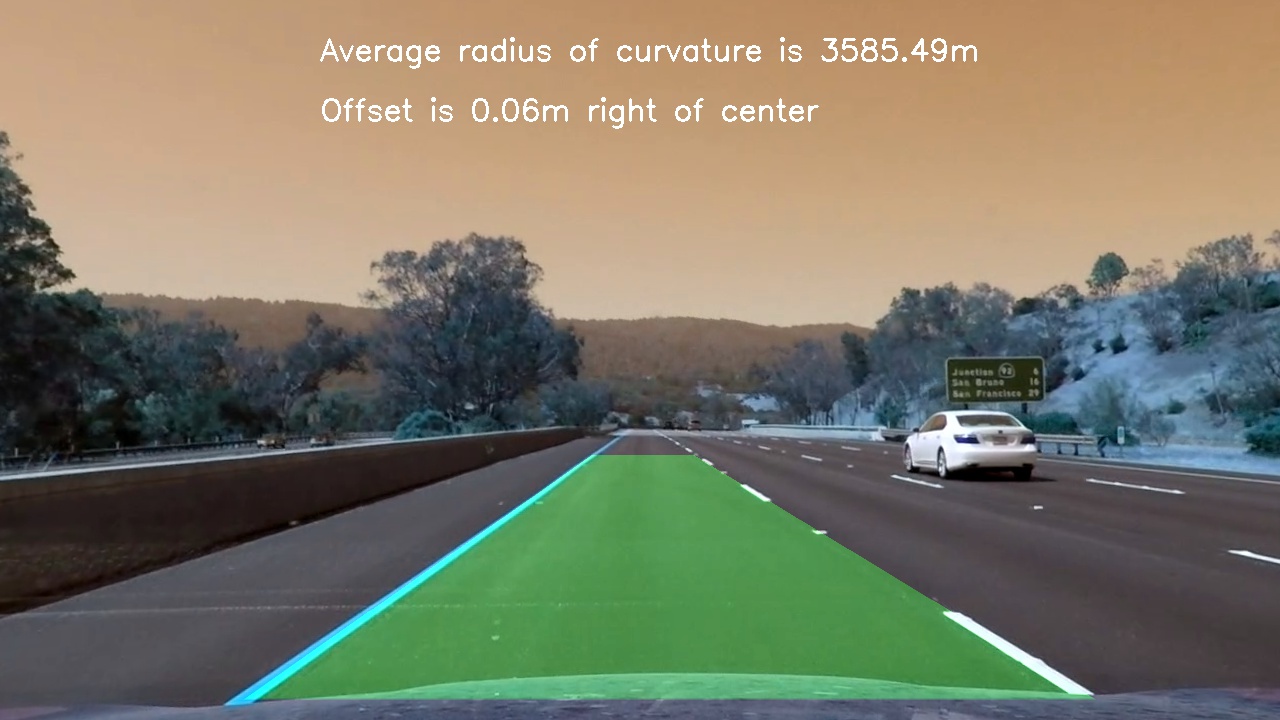 Average radius of curvature is 3585.49m
Offset is 0.06m right of center
Junction 92 6
San Bruno 16
San Francisco 29